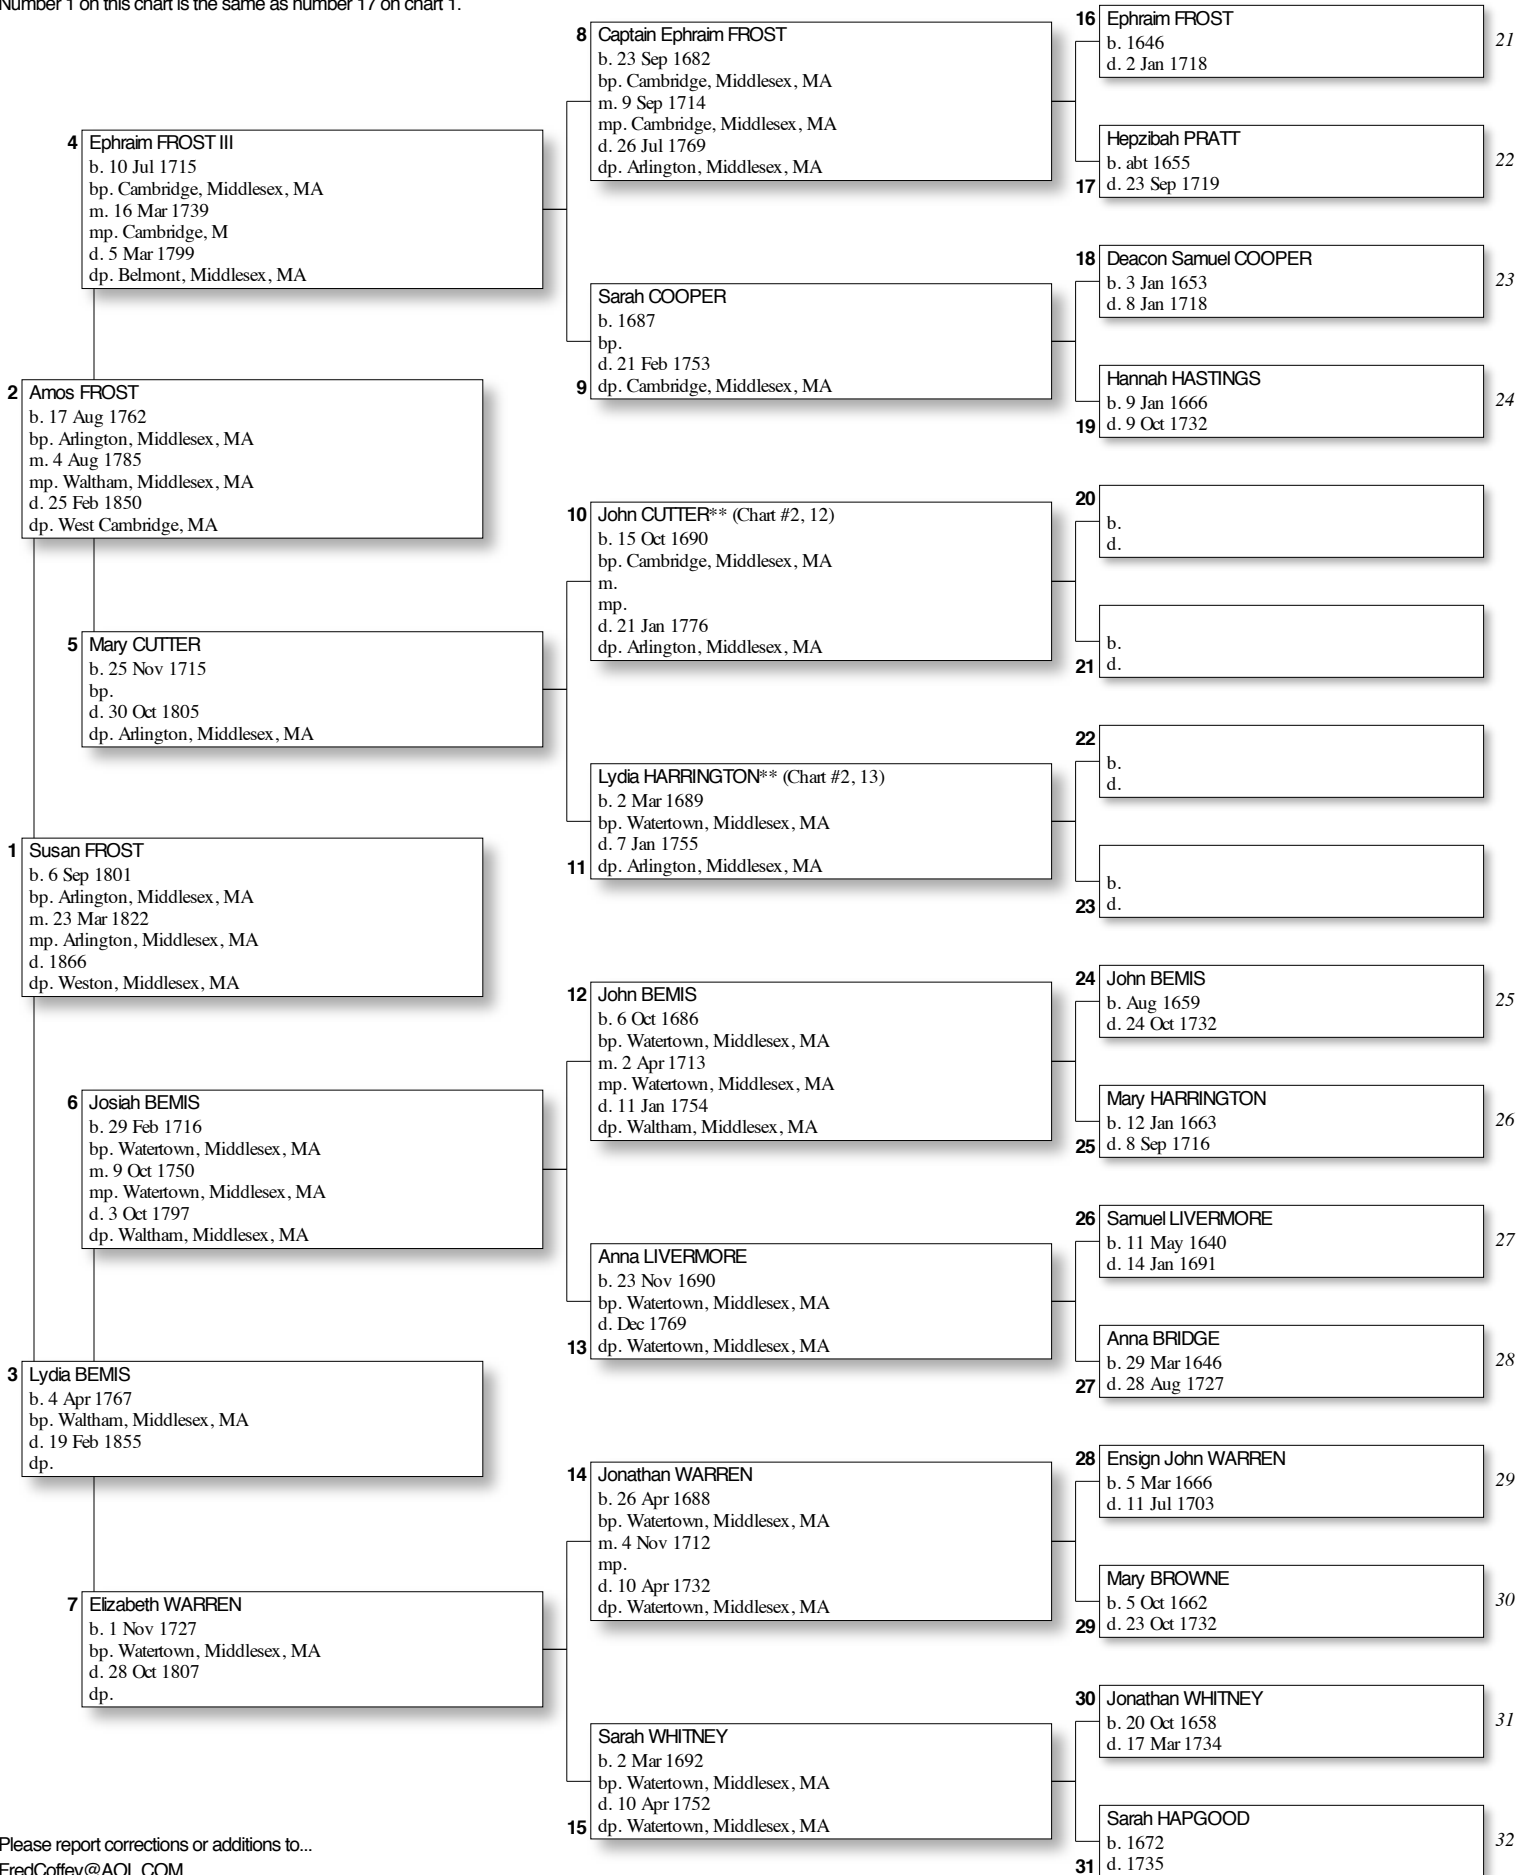 Number 1 on this chart is the same as number 17 on chart 1.
8 Captain Ephraim FROST
b. 23 Sep 1682
bp. Cambridge, Middlesex, MA
m. 9 Sep 1714
mp. Cambridge, Middlesex, MA
d. 26 Jul 1769
dp. Arlington, Middlesex, MA
16 Ephraim FROST
b. 1646
d. 2 Jan 1718
21
Hepzibah PRATT
b. abt 1655
17 d. 23 Sep 1719
22
4 Ephraim FROST III
b. 10 Jul 1715
bp. Cambridge, Middlesex, MA
m. 16 Mar 1739
mp. Cambridge, M
d. 5 Mar 1799
dp. Belmont, Middlesex, MA
Sarah COOPER
b. 1687
bp.
d. 21 Feb 1753
9 dp. Cambridge, Middlesex, MA
18 Deacon Samuel COOPER
b. 3 Jan 1653
d. 8 Jan 1718
23
Hannah HASTINGS
b. 9 Jan 1666
19 d. 9 Oct 1732
24
2 Amos FROST
b. 17 Aug 1762
bp. Arlington, Middlesex, MA
m. 4 Aug 1785
mp. Waltham, Middlesex, MA
d. 25 Feb 1850
dp. West Cambridge, MA
10 John CUTTER** (Chart #2, 12)
b. 15 Oct 1690
bp. Cambridge, Middlesex, MA
m.
mp.
d. 21 Jan 1776
dp. Arlington, Middlesex, MA
20
b.
d.
b.
21 d.
5 Mary CUTTER
b. 25 Nov 1715
bp.
d. 30 Oct 1805
dp. Arlington, Middlesex, MA
Lydia HARRINGTON** (Chart #2, 13)
b. 2 Mar 1689
bp. Watertown, Middlesex, MA
d. 7 Jan 1755
11 dp. Arlington, Middlesex, MA
22
b.
d.
b.
23 d.
1 Susan FROST
b. 6 Sep 1801
bp. Arlington, Middlesex, MA
m. 23 Mar 1822
mp. Arlington, Middlesex, MA
d. 1866
dp. Weston, Middlesex, MA
12 John BEMIS
b. 6 Oct 1686
bp. Watertown, Middlesex, MA
m. 2 Apr 1713
mp. Watertown, Middlesex, MA
d. 11 Jan 1754
dp. Waltham, Middlesex, MA
24 John BEMIS
b. Aug 1659
d. 24 Oct 1732
25
Mary HARRINGTON
b. 12 Jan 1663
25 d. 8 Sep 1716
26
6 Josiah BEMIS
b. 29 Feb 1716
bp. Watertown, Middlesex, MA
m. 9 Oct 1750
mp. Watertown, Middlesex, MA
d. 3 Oct 1797
dp. Waltham, Middlesex, MA
Anna LIVERMORE
b. 23 Nov 1690
bp. Watertown, Middlesex, MA
d. Dec 1769
13 dp. Watertown, Middlesex, MA
26 Samuel LIVERMORE
b. 11 May 1640
d. 14 Jan 1691
27
Anna BRIDGE
b. 29 Mar 1646
27 d. 28 Aug 1727
28
3 Lydia BEMIS
b. 4 Apr 1767
bp. Waltham, Middlesex, MA
d. 19 Feb 1855
dp.
14 Jonathan WARREN
b. 26 Apr 1688
bp. Watertown, Middlesex, MA
m. 4 Nov 1712
mp.
d. 10 Apr 1732
dp. Watertown, Middlesex, MA
28 Ensign John WARREN
b. 5 Mar 1666
d. 11 Jul 1703
29
Mary BROWNE
b. 5 Oct 1662
29 d. 23 Oct 1732
30
7 Elizabeth WARREN
b. 1 Nov 1727
bp. Watertown, Middlesex, MA
d. 28 Oct 1807
dp.
Sarah WHITNEY
b. 2 Mar 1692
bp. Watertown, Middlesex, MA
d. 10 Apr 1752
15 dp. Watertown, Middlesex, MA
30 Jonathan WHITNEY
b. 20 Oct 1658
d. 17 Mar 1734
31
Sarah HAPGOOD
b. 1672
31 d. 1735
32
Please report corrections or additions to...
FredCoffey@AOL.COM